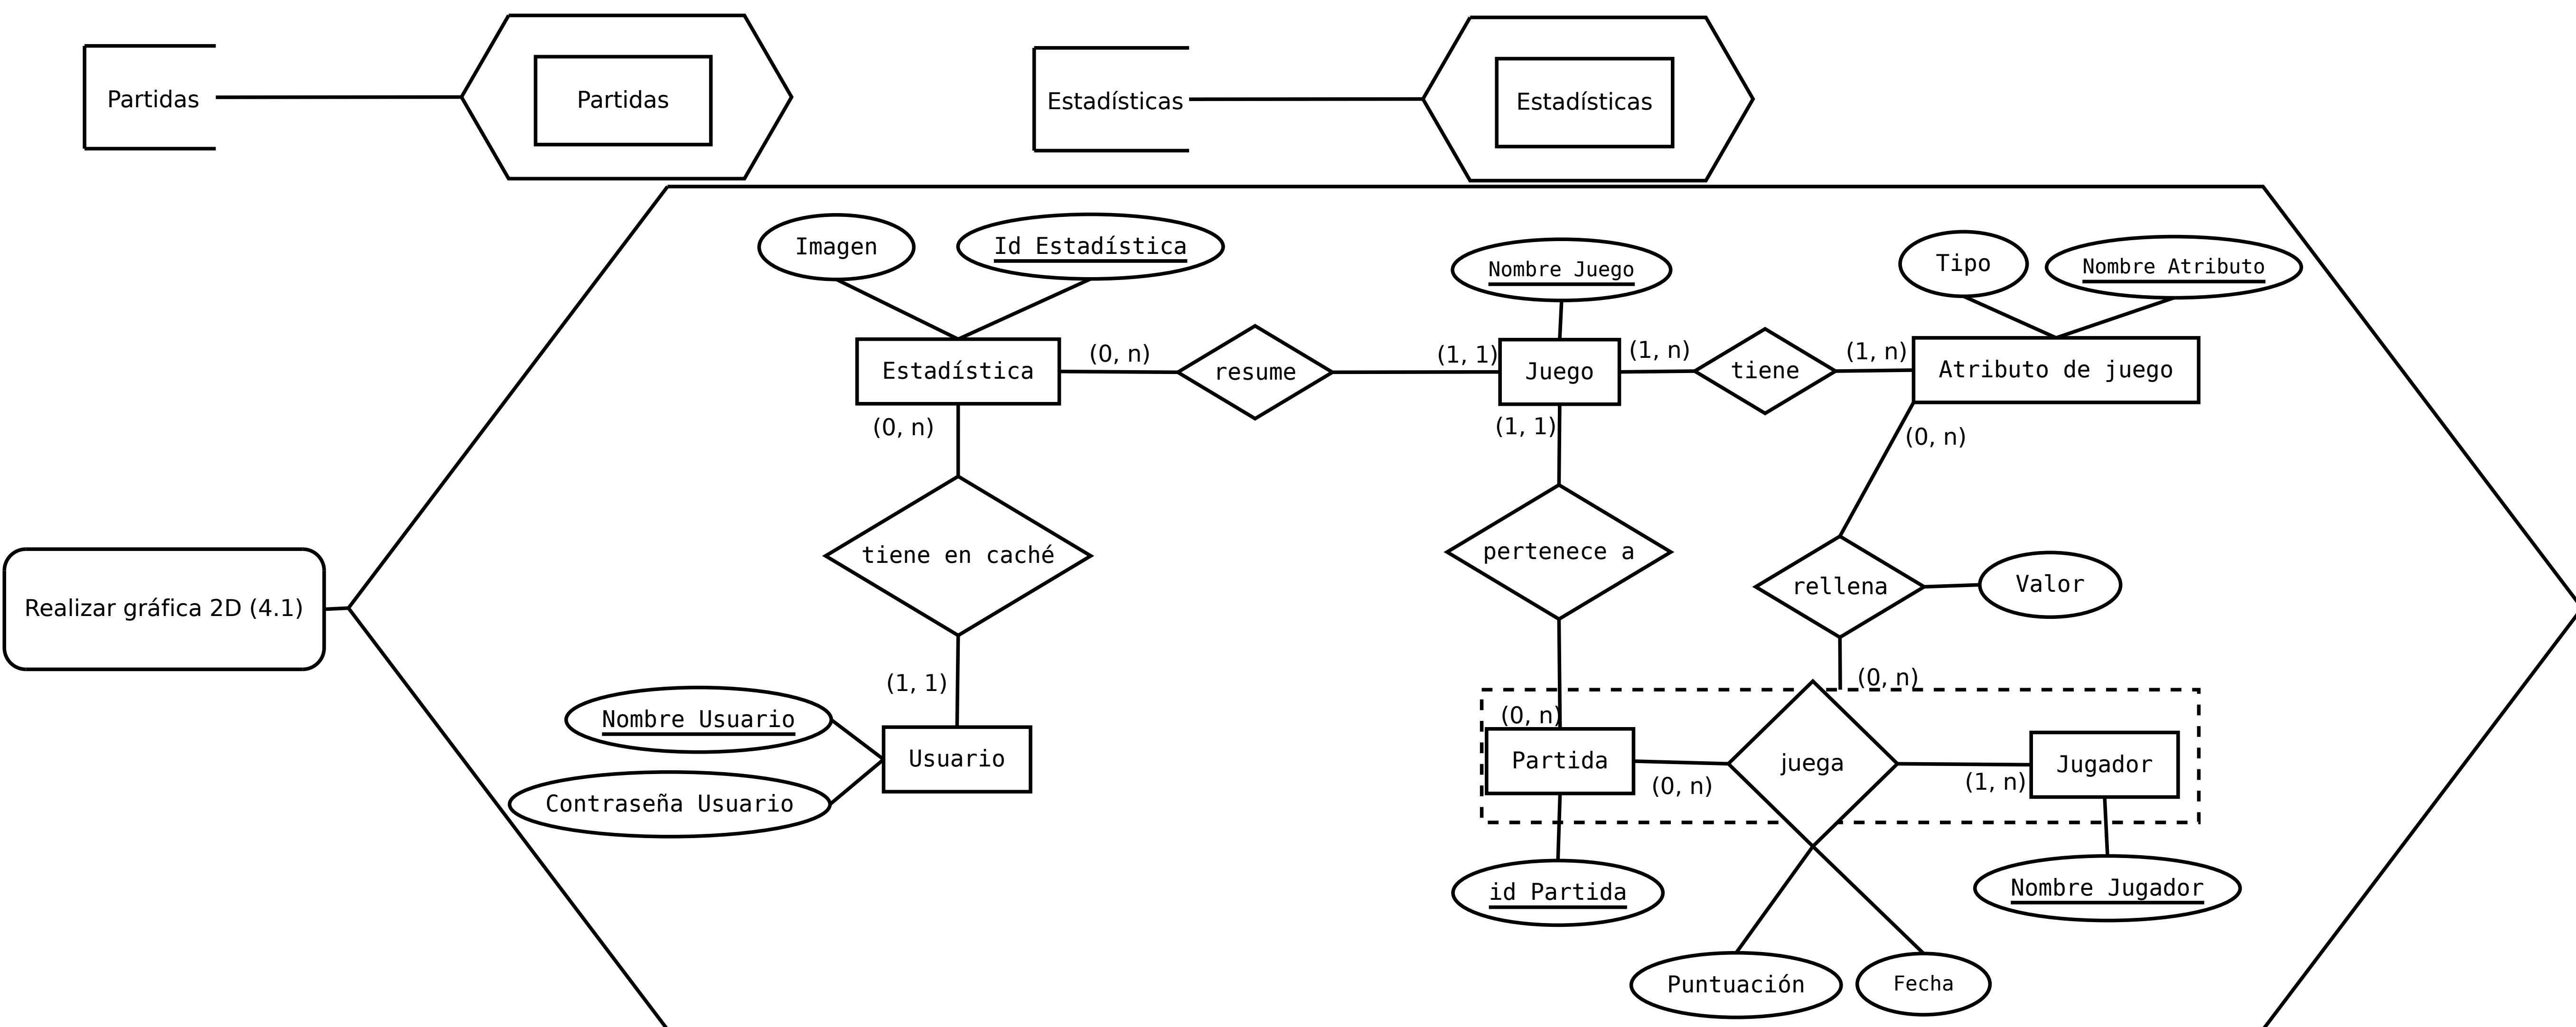 Partidas
Partidas
Estadísticas
Estadísticas
Imagen
Id Estadística
Nombre Juego
Tipo
Nombre Atributo
Estadística
(0, n)
resume
(1, 1)
Juego
(1, n)
tiene
(1, n)
Atributo de juego
(0, n)
(1, 1)
(0, n)
tiene en caché
pertenece a
rellena
Valor
Realizar gráfica 2D (4.1)
(1, 1)
(0, n)
Nombre Usuario
(0, n)
Usuario
Partida
juega
Jugador
(0, n)
(1, n)
Contraseña Usuario
id Partida
Nombre Jugador
Puntuación
Fecha